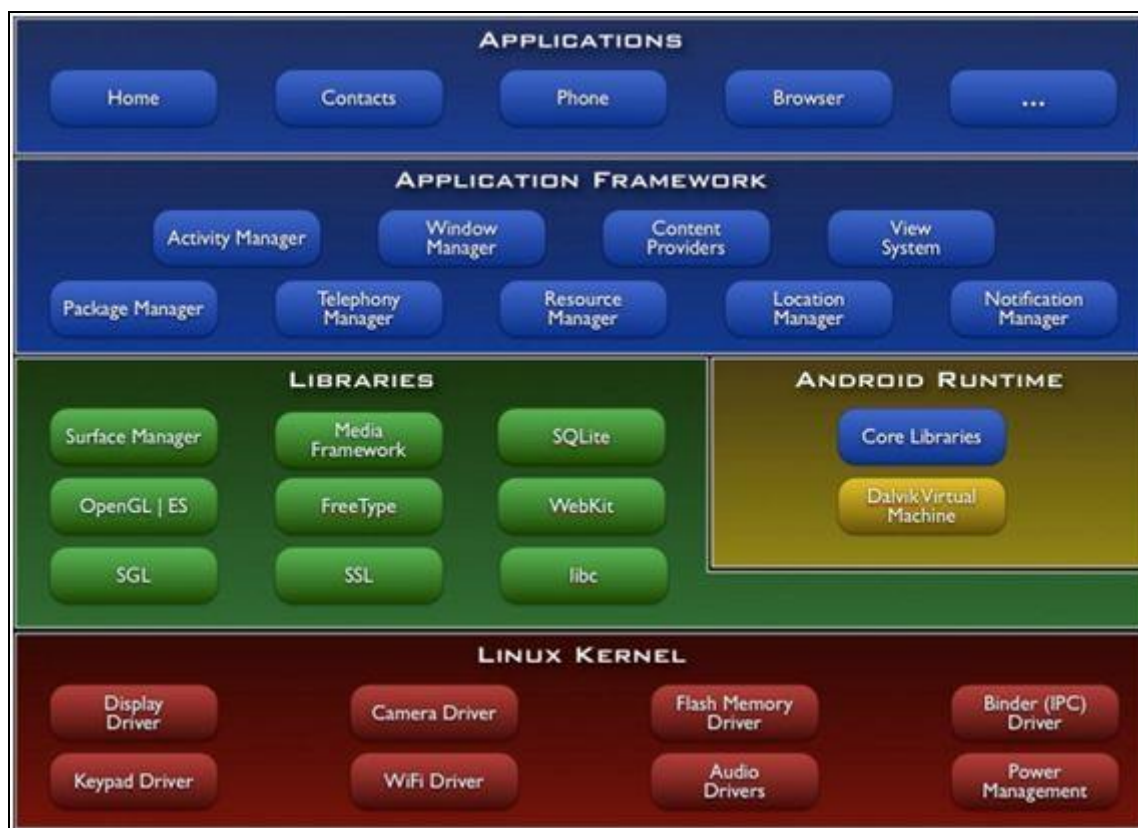 APPLICATIONS
Home
Contacts
Phone
Browser
...
APPLICATION FRAMEWORK
Activity Manager
Window
Manager
Content
Providers
View
System
Package Manager
Telephony
Manager
Resource
Manager
Location
Manager
Notification
Manager
LIBRARIES
Surface Manager
Media
Framework
SQLite
OpenGL | ES
FreeType
WebKit
SGL
SSL
libc
ANDROID RUNTIME
Core Libraries
Dalvik Virtual
Machine
LINUX KERNEL
Display
Driver
Camera Driver
Flash Memory
Driver
Binder (IPC)
Driver
Keypad Driver
WiFi Driver
Audio
Drivers
Power
Management